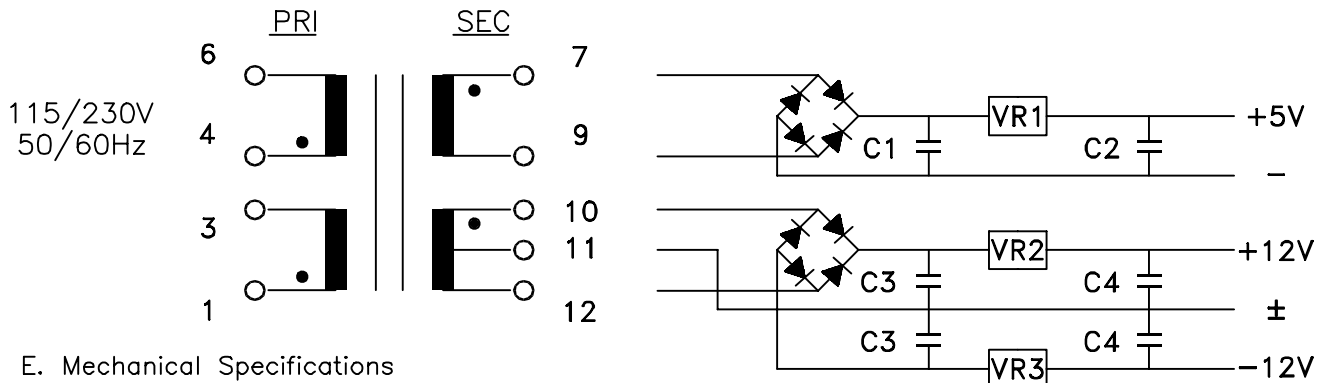 PRI SEC
6 7
115/230V
50/60Hz
4 9
C1 VR1 C2 +5V
−
3 10
11
C3 VR2 C4 +12V
1 12
±
C3 C4
VR3 −12V
E. Mechanical Specifications